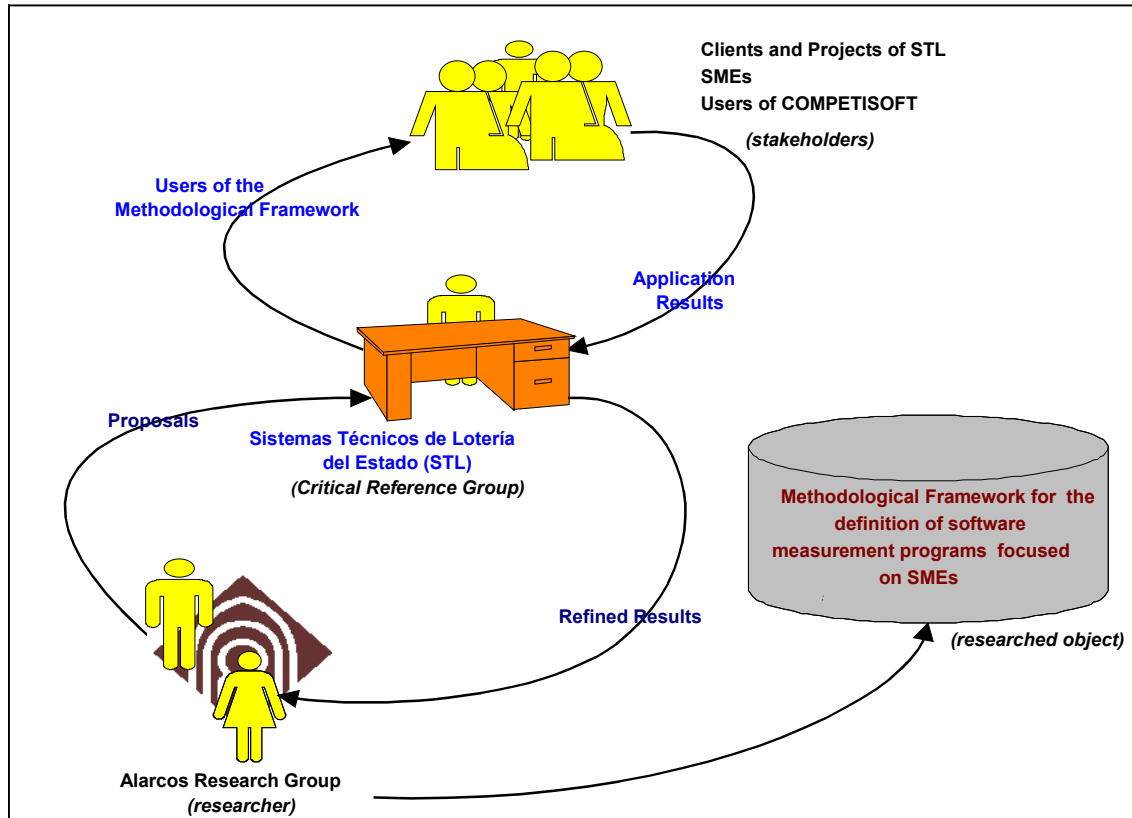 Clients and Projects of STL
SMEs
Users of COMPETISOFT
(stakeholders)
Users of the
Methodological Framework
Application
Results
Proposals
Sistemas Técnicos de Lotería
del Estado (STL)
(Critical Reference Group)
Methodological Framework for the
definition of software
measurement programs focused
on SMEs
(researched object)
Refined Results
Alarcos Research Group
(researcher)